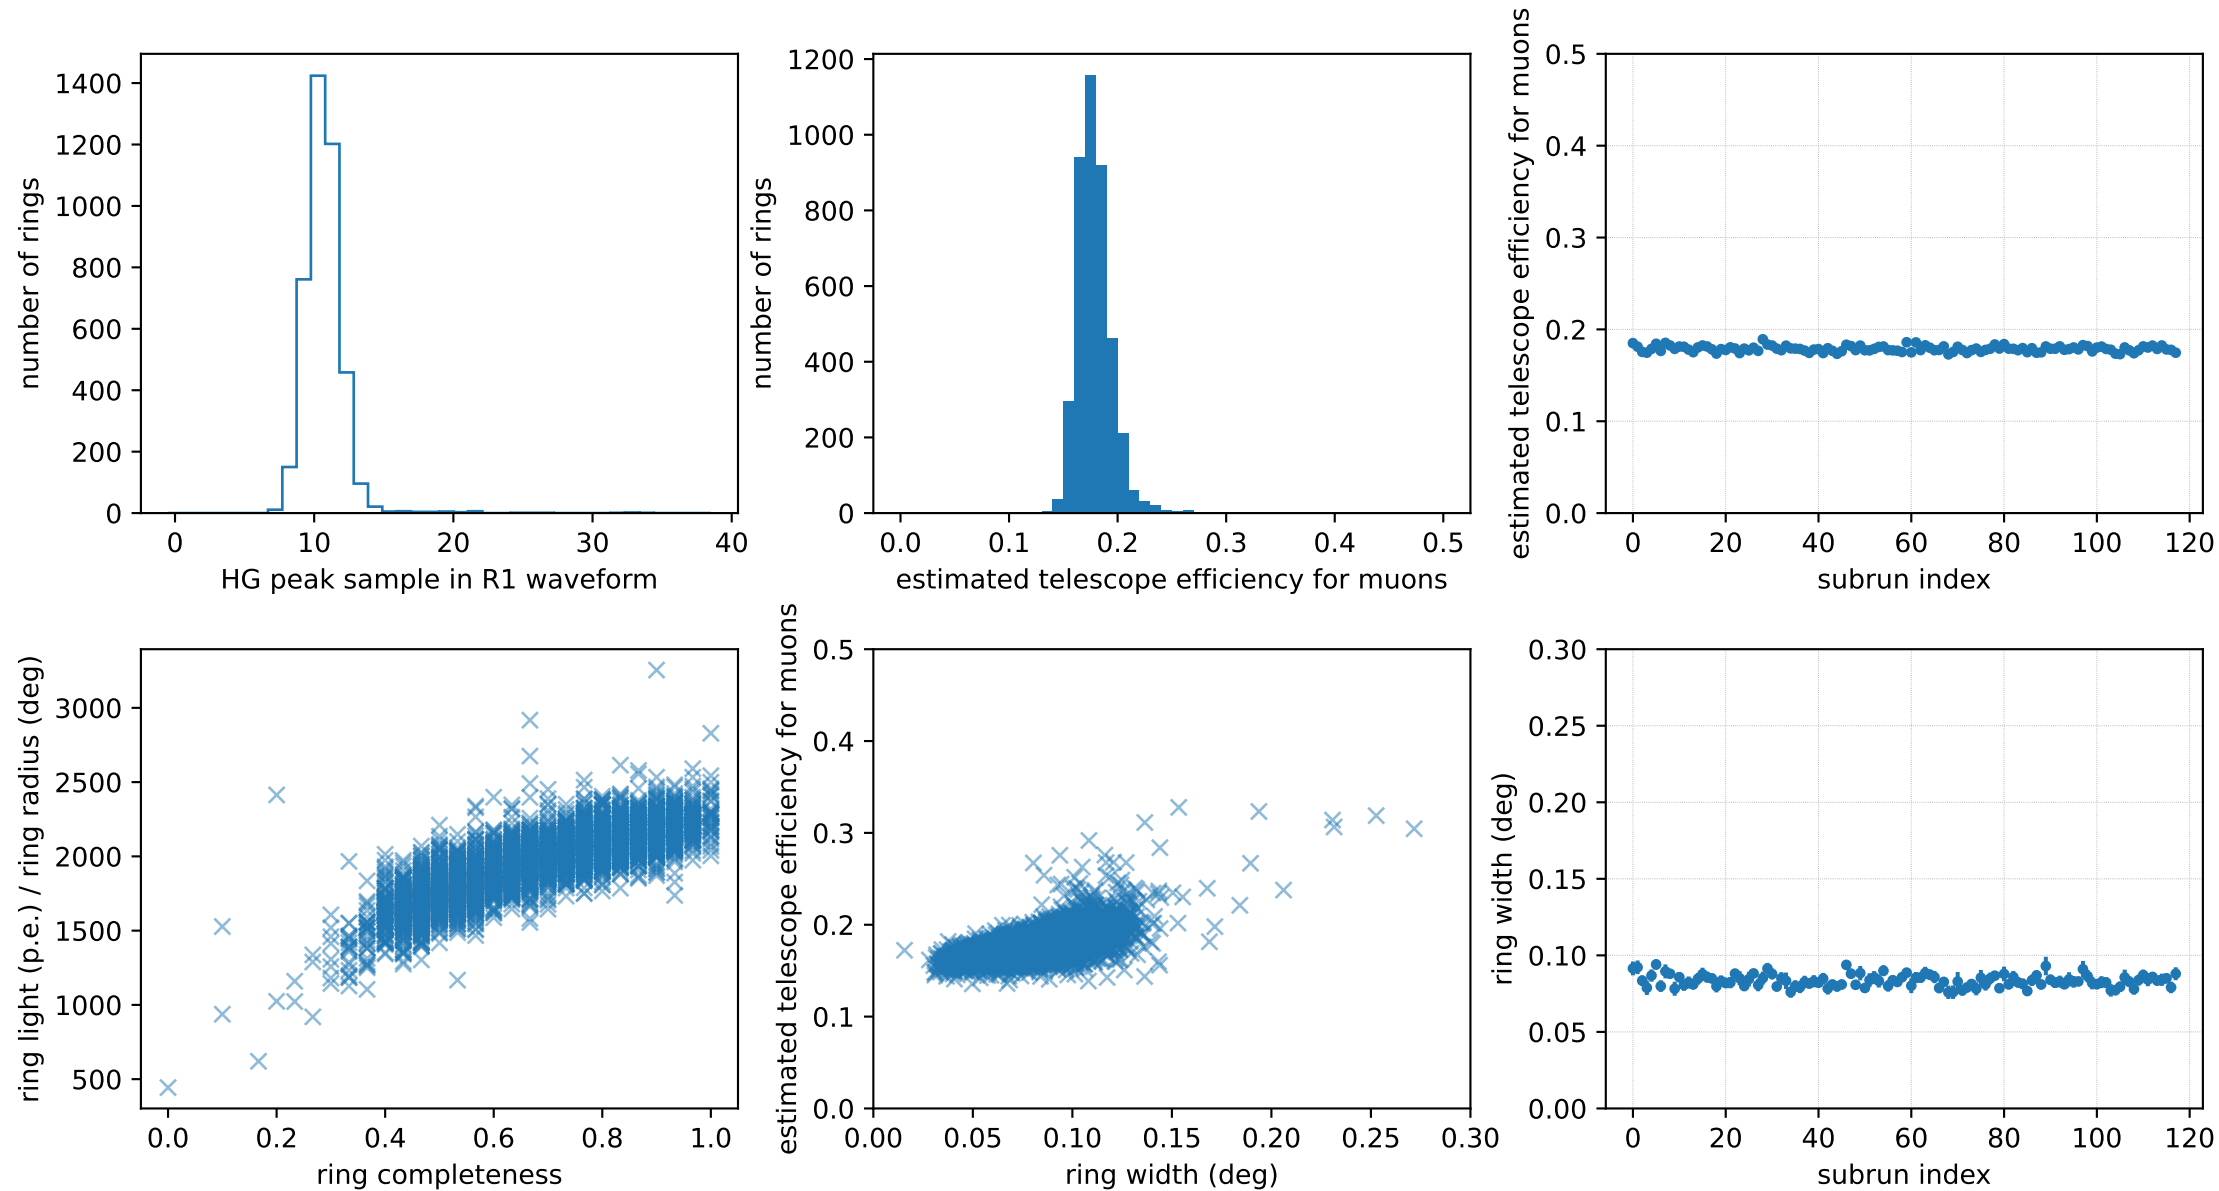 number of rings
1400
1200
1000
800
600
400
200
0
0 10 20 30 40
HG peak sample in R1 waveform
number of rings
1200
1000
800
600
400
200
0
0.0 0.1 0.2 0.3 0.4 0.5
estimated telescope efficiency for muons
estimated telescope efficiency for muons
0.5
0.4
0.3
0.2
0.1
0.0
0 20 40 60 80 100 120
subrun index
ring light (p.e.) / ring radius (deg)
3000
2500
2000
1500
1000
500
0.0 0.2 0.4 0.6 0.8 1.0
ring completeness
estimated telescope efficiency for muons
0.5
0.4
0.3
0.2
0.1
0.0
0.00 0.05 0.10 0.15 0.20 0.25 0.30
ring width (deg)
ring width (deg)
0.30
0.25
0.20
0.15
0.10
0.05
0.00
0 20 40 60 80 100 120
subrun index